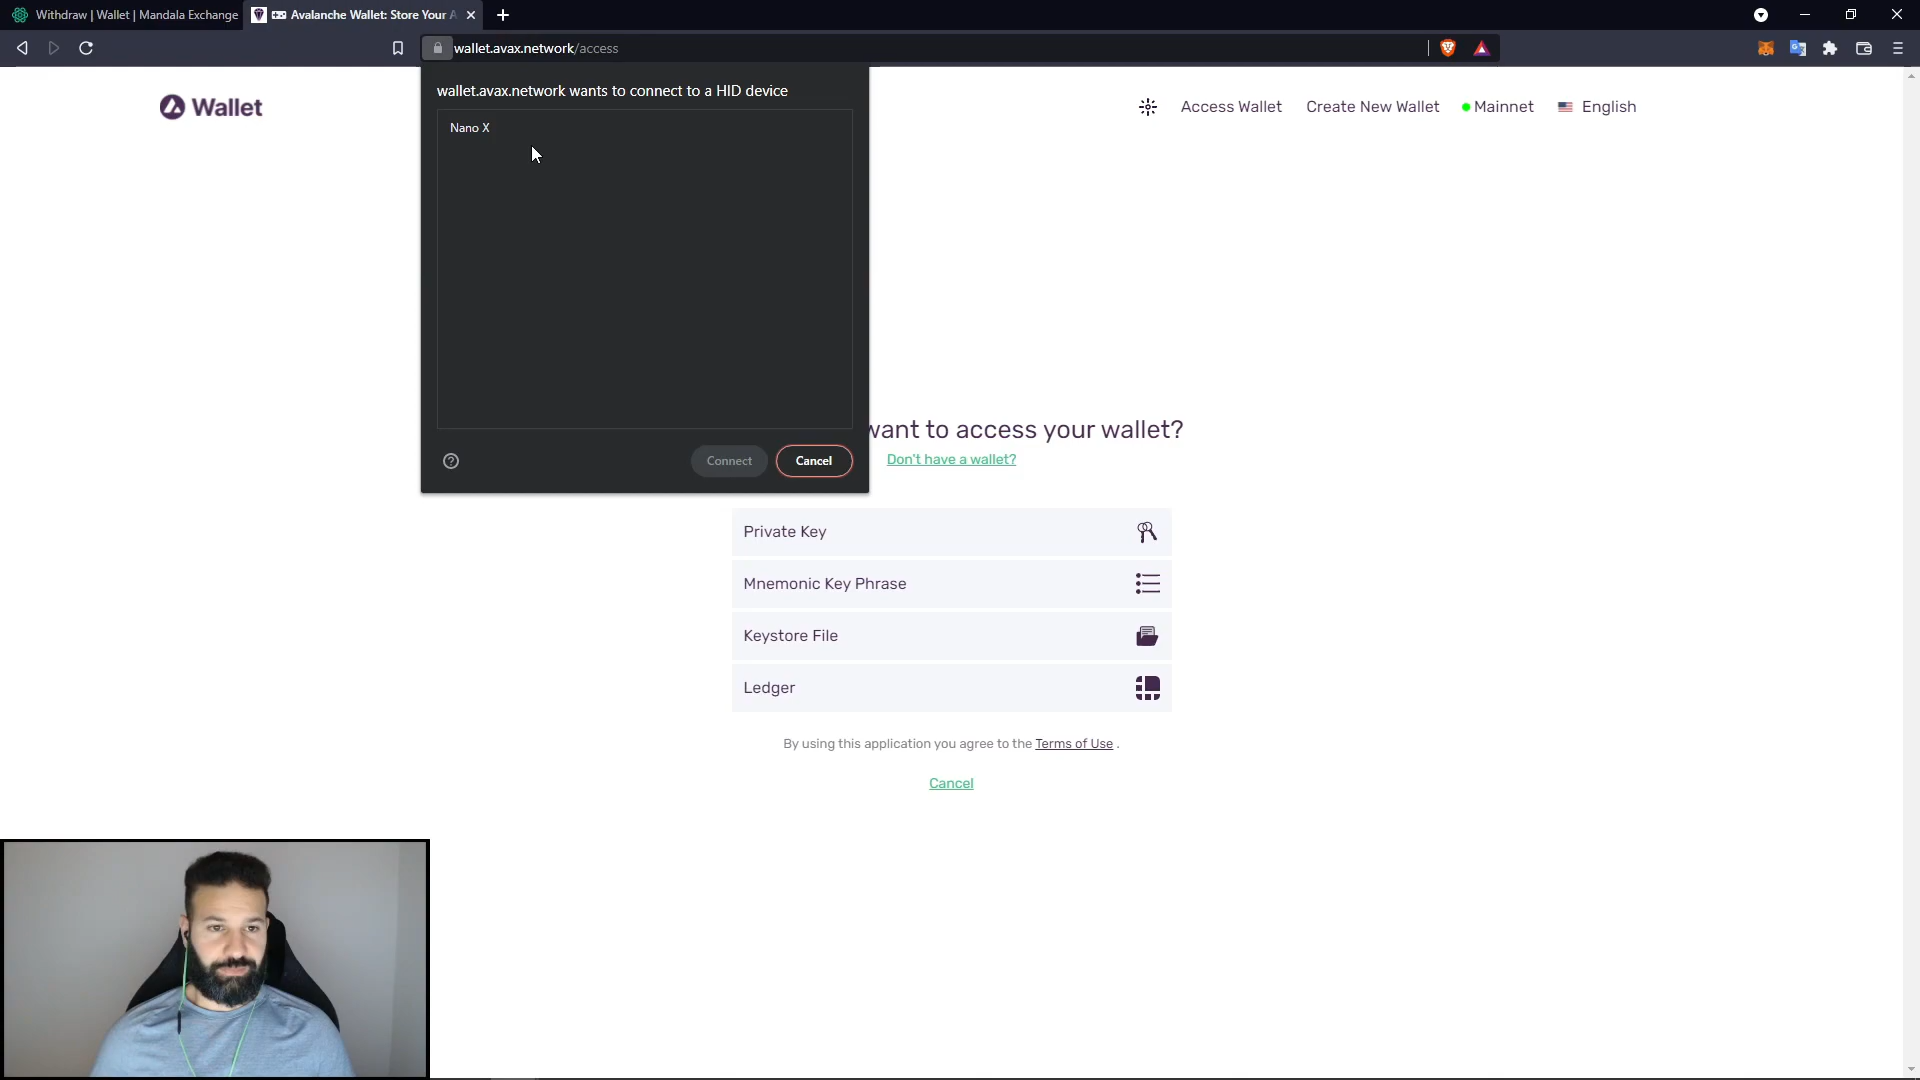 Withdraw | Wallet | Mandala Exchange
Avalanche Wallet: Store Your A
wallet.avax.network/access
wallet.avax.network wants to connect to a HID device
Nano X
Connect
Cancel
Wallet
Access Wallet
Create New Wallet
Mainnet
English
want to access your wallet?
Don't have a wallet?
Private Key
Mnemonic Key Phrase
Keystore File
Ledger
By using this application you agree to the Terms of Use .
Cancel